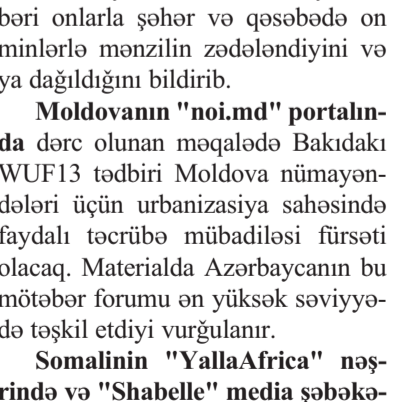 bəri onlarla şəhər və qəsəbədə on
minlərlə mənzilin zədələndiyini və
ya dağıldığını bildirib.
Moldovanın "noi.md" portalın-
da dərc olunan məqalədə Bakıdakı
WUF13 tədbiri Moldova nümayən-
dələri üçün urbanizasiya sahəsində
faydalı təcrübə mübadiləsi fürsəti
olacaq. Materialda Azərbaycanın bu
mötəbər forumu ən yüksək səviyyə-
də təşkil etdiyi vurğulanır.
Somalinin "YallaAfrica" nəş-
rində və "Shabelle" media şəbəkə-